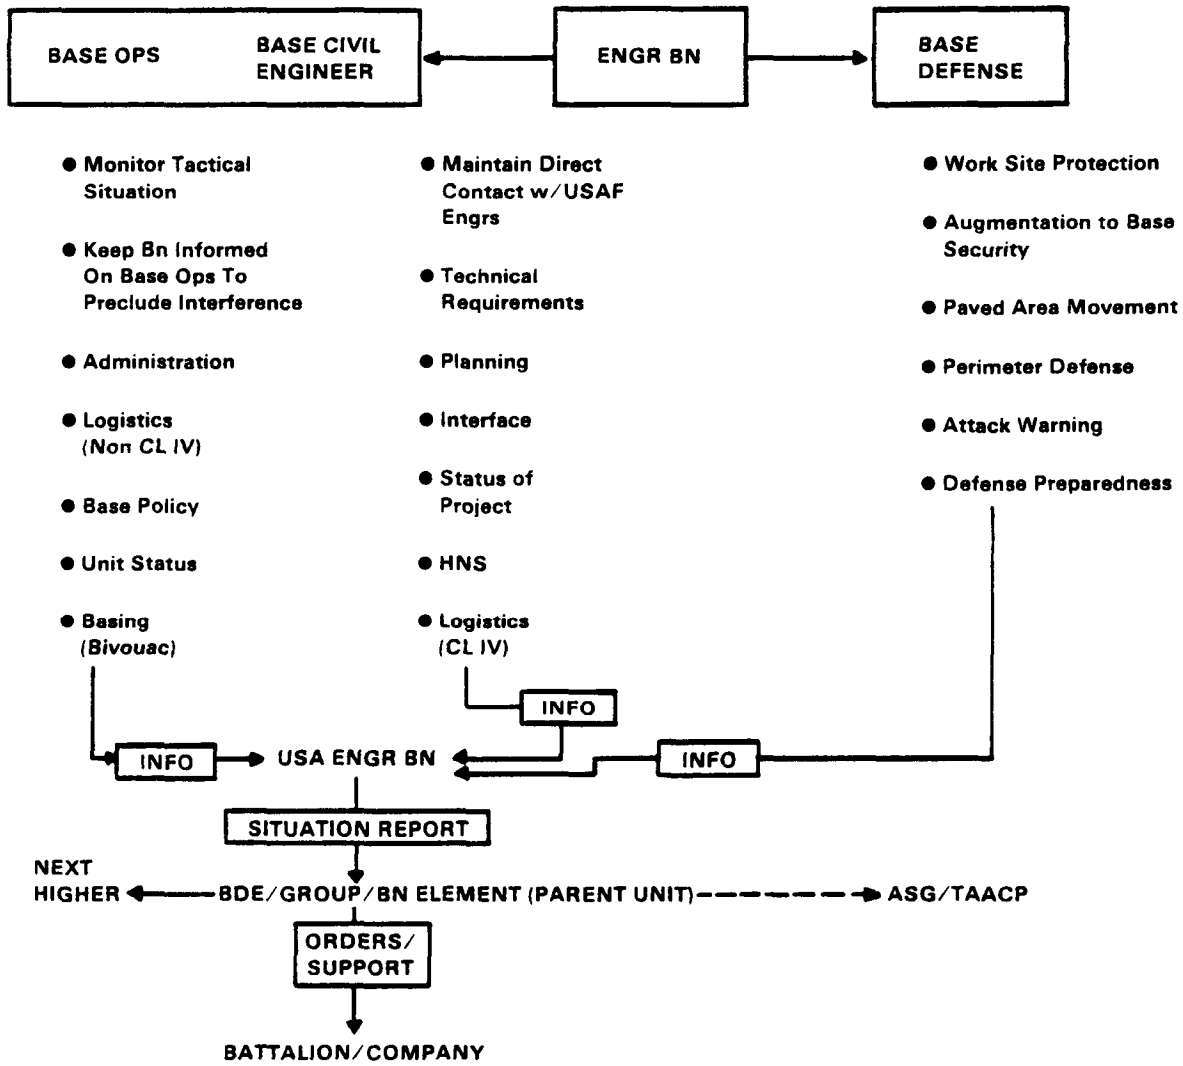 BASE OPS
BASE CIVIL
ENGINEER
ENGR BN
BASE
DEFENSE
● Monitor Tactical
Situation
● Keep Bn Informed
On Base Ops To
Preclude Interference
● Administration
● Logistics
(Non CL IV)
● Base Policy
● Unit Status
● Basing
(Bivouac)
● Maintain Direct
Contact w/USAF
Engrs
● Technical
Requirements
● Planning
● Interface
● Status of
Project
● HNS
● Logistics
(CL IV)
● Work Site Protection
● Augmentation to Base
Security
● Paved Area Movement
● Perimeter Defense
● Attack Warning
● Defense Preparedness
INFO
INFO
USA ENGR BN
INFO
SITUATION REPORT
NEXT
HIGHER
BDE/GROUP/BN ELEMENT (PARENT UNIT)
ASG/TAACP
ORDERS/
SUPPORT
BATTALION/COMPANY